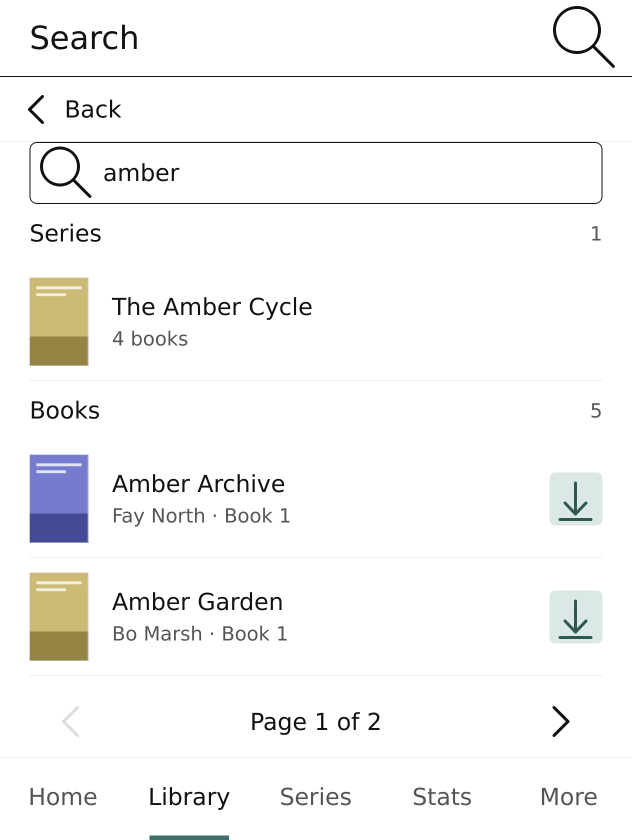 Search
Back
amber
Series 1
The Amber Cycle
4 books
Books 5
Amber Archive
Fay North · Book 1
Amber Garden
Bo Marsh · Book 1
Page 1 of 2
Home Library Series Stats More